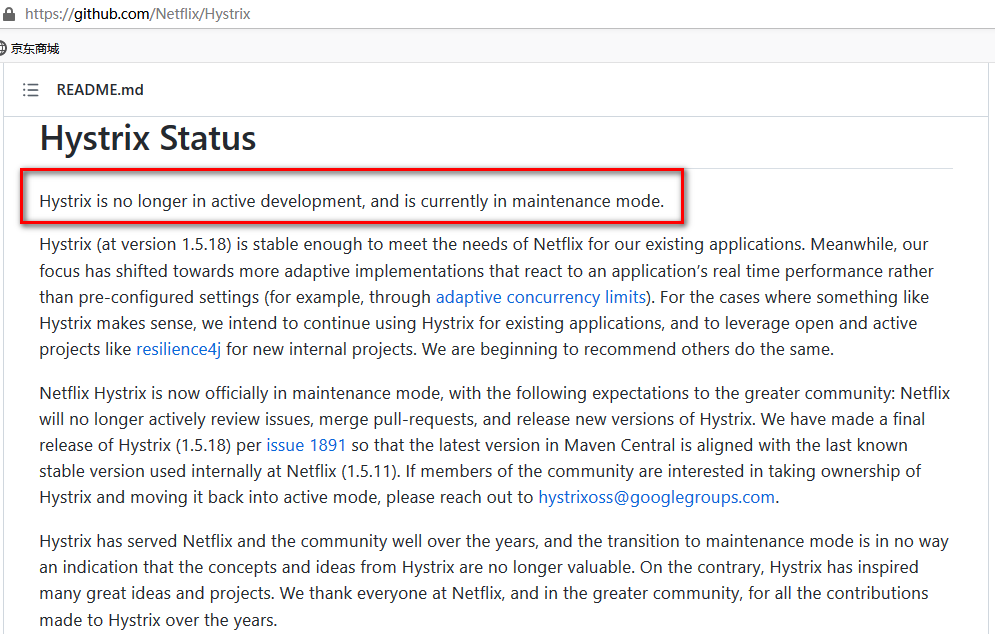 https://github.com/Netflix/Hystrix
京东商城
README.md
Hystrix Status
Hystrix is no longer in active development, and is currently in maintenance mode.
Hystrix (at version 1.5.18) is stable enough to meet the needs of Netflix for our existing applications. Meanwhile, our
focus has shifted towards more adaptive implementations that react to an application’s real time performance rather
than pre-configured settings (for example, through adaptive concurrency limits). For the cases where something like
Hystrix makes sense, we intend to continue using Hystrix for existing applications, and to leverage open and active
projects like resilience4j for new internal projects. We are beginning to recommend others do the same.
Netflix Hystrix is now officially in maintenance mode, with the following expectations to the greater community: Netflix
will no longer actively review issues, merge pull-requests, and release new versions of Hystrix. We have made a final
release of Hystrix (1.5.18) per issue 1891 so that the latest version in Maven Central is aligned with the last known
stable version used internally at Netflix (1.5.11). If members of the community are interested in taking ownership of
Hystrix and moving it back into active mode, please reach out to hystrixoss@googlegroups.com.
Hystrix has served Netflix and the community well over the years, and the transition to maintenance mode is in no way
an indication that the concepts and ideas from Hystrix are no longer valuable. On the contrary, Hystrix has inspired
many great ideas and projects. We thank everyone at Netflix, and in the greater community, for all the contributions
made to Hystrix over the years.